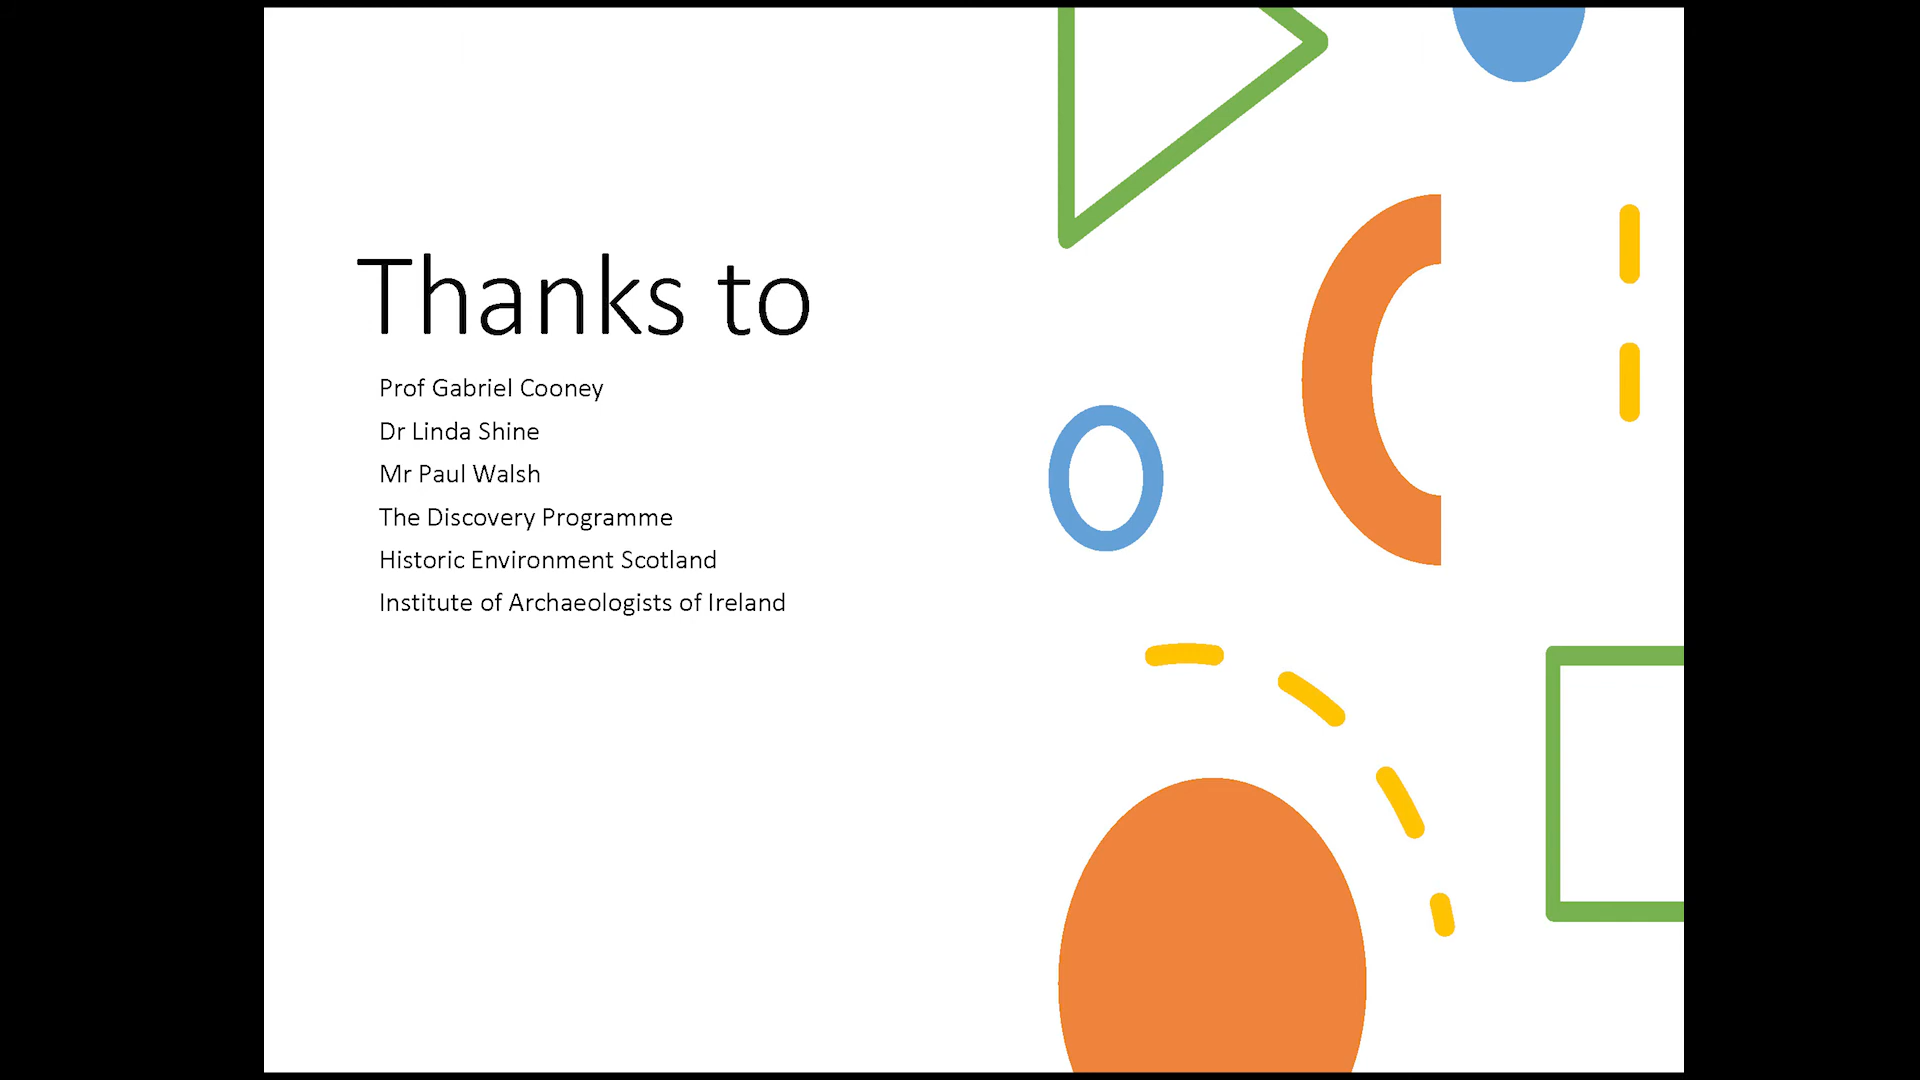 Thanks to
Prof Gabriel Cooney
Dr Linda Shine
Mr Paul Walsh
The Discovery Programme
Historic Environment Scotland
Institute of Archaeologists of Ireland